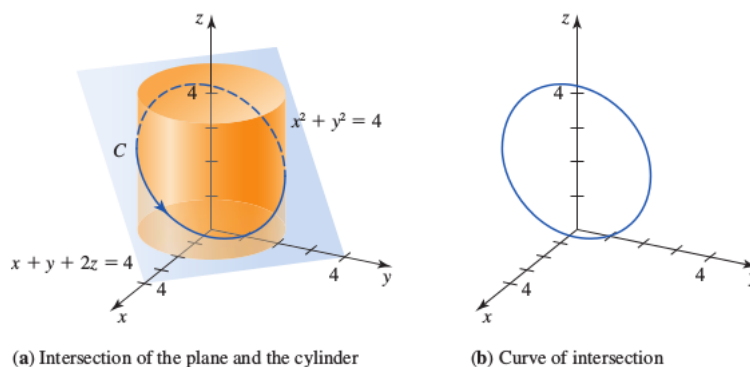 z
4
x² + y² = 4
C
x + y + 2z = 4
4
4
y
x
(a) Intersection of the plane and the cylinder
z
4
4
4
x
(b) Curve of intersection